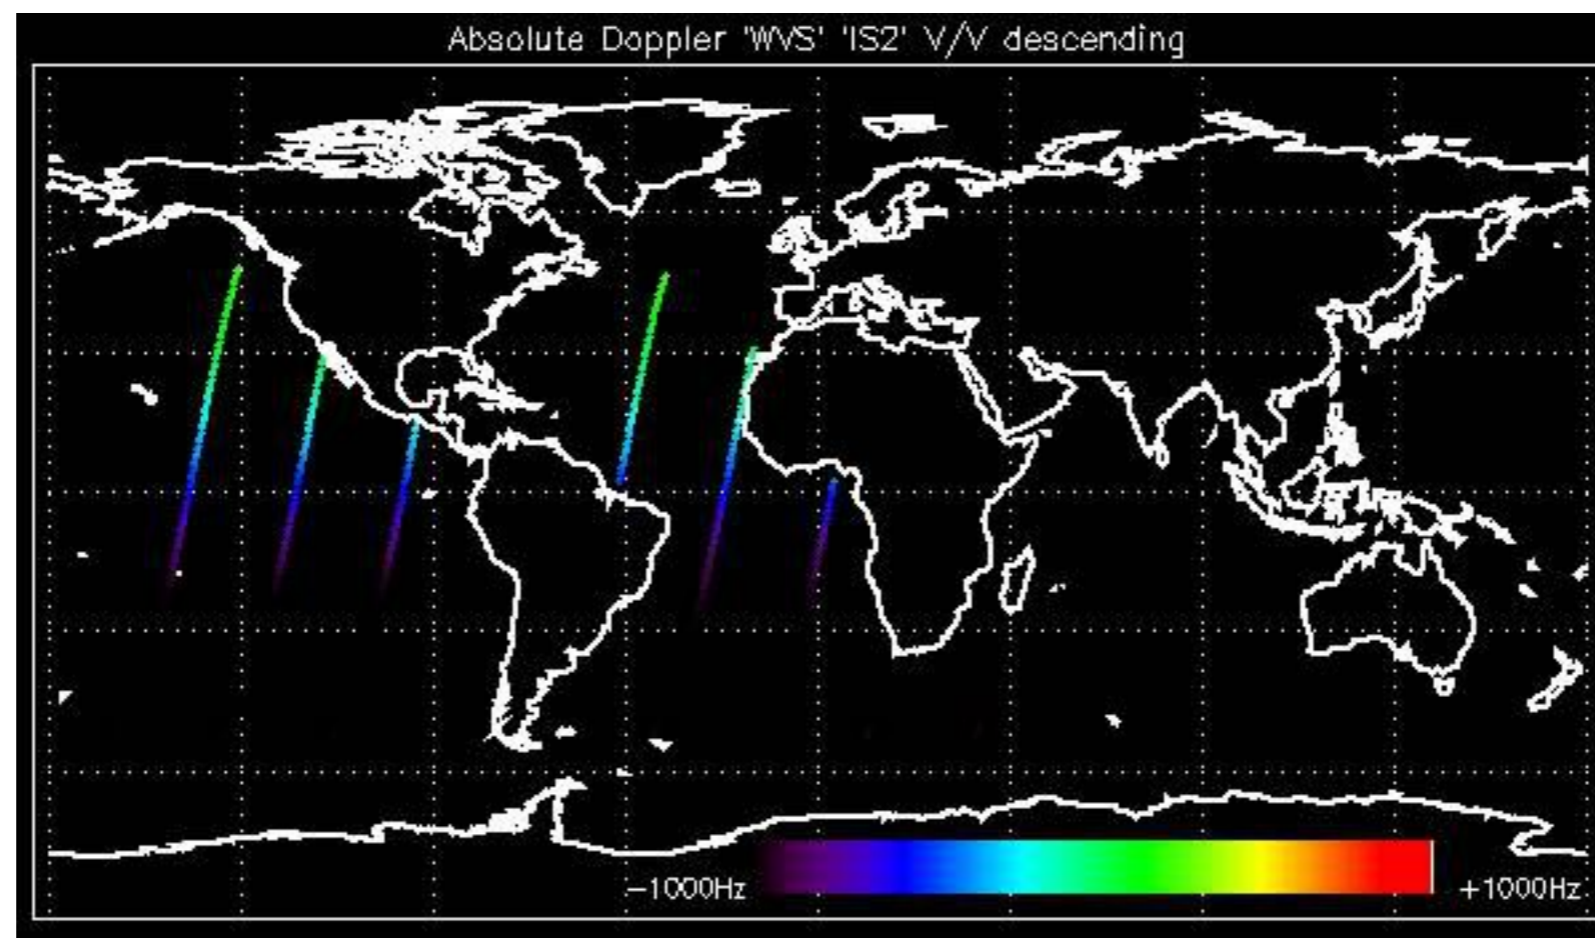 Absolute Doppler 'WVS' 'IS2' V/V descending
−1000Hz
+1000Hz